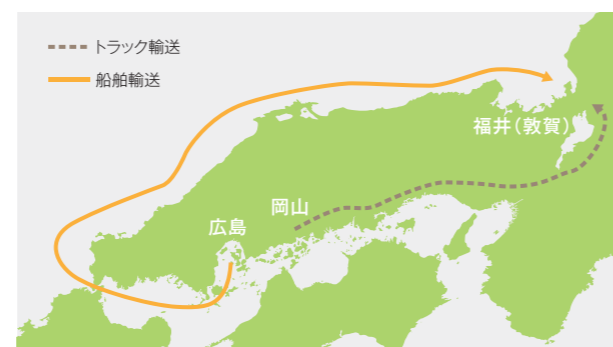 トラック輸送
船舶輸送
福井（敦賀）
岡山
広島